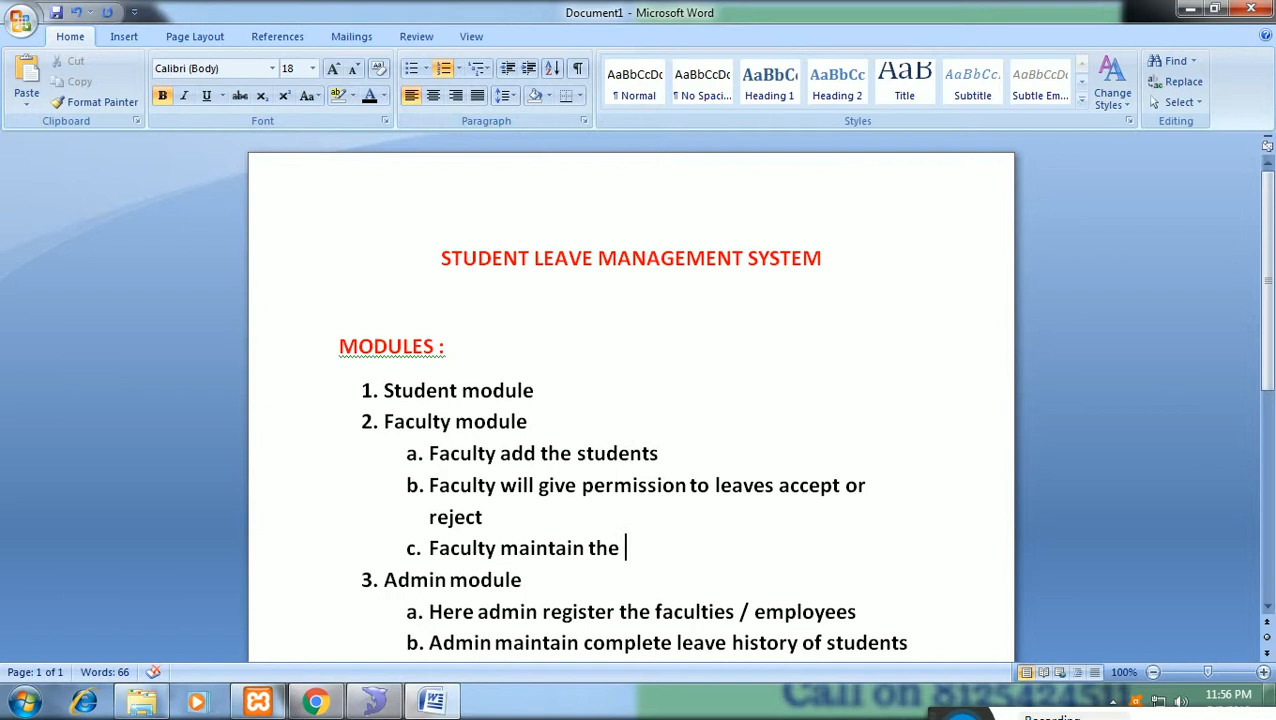 Document1 - Microsoft Word
Home Insert Page Layout References Mailings Review View
Cut
Copy
Format Painter
Paste
Clipboard
Calibri (Body) 18
Font
Paragraph
AaBbCcDc AaBbCcDc AaBbC AaBbCc AaB AaBbCc. AaBbCcDc
¶ Normal ¶ No Spaci... Heading 1 Heading 2 Title Subtitle Subtle Em...
Change Styles
Styles
Find
Replace
Select
Editing
STUDENT LEAVE MANAGEMENT SYSTEM
MODULES :
1. Student module
2. Faculty module
a. Faculty add the students
b. Faculty will give permission to leaves accept or
reject
c. Faculty maintain the
3. Admin module
a. Here admin register the faculties / employees
b. Admin maintain complete leave history of students
Page: 1 of 1 Words: 66 100%
11:56 PM